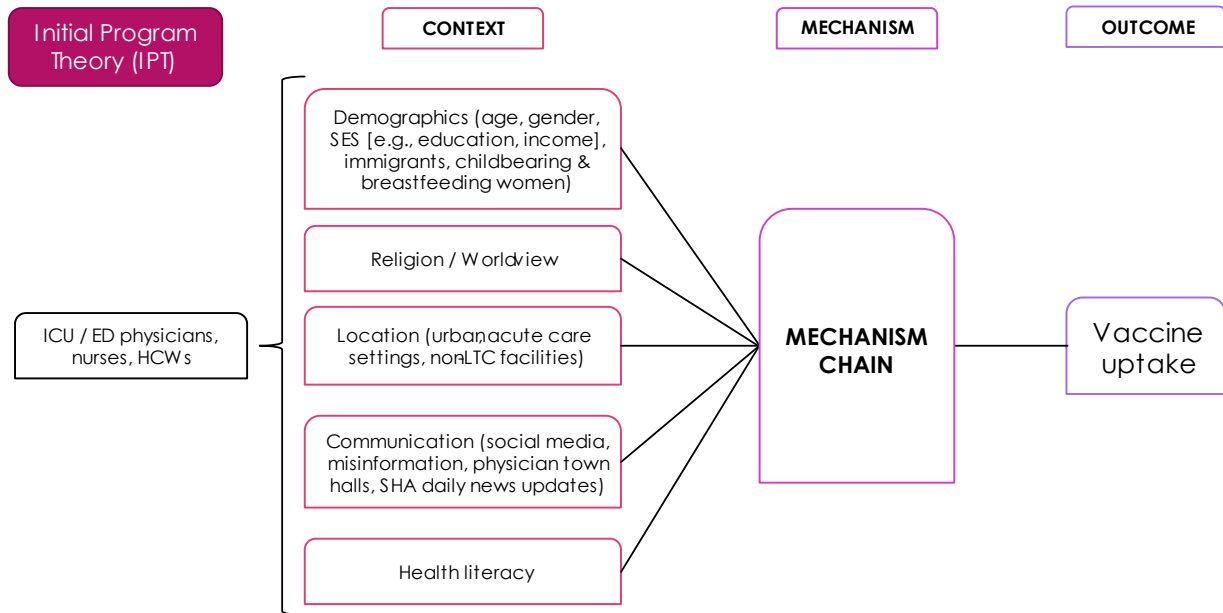 Initial Program
Theory (IPT)
CONTEXT
MECHANISM
OUTCOME
Demographics (age, gender,
SES [e.g., education, income],
immigrants, childbearing &
breastfeeding women)
Religion / Worldview
ICU / ED physicians,
nurses, HCWs
Location (urban, acute care
settings, non-LTC facilities)
Communication (social media,
misinformation, physician town
halls, SHA daily news updates)
Health literacy
MECHANISM
CHAIN
Vaccine
uptake